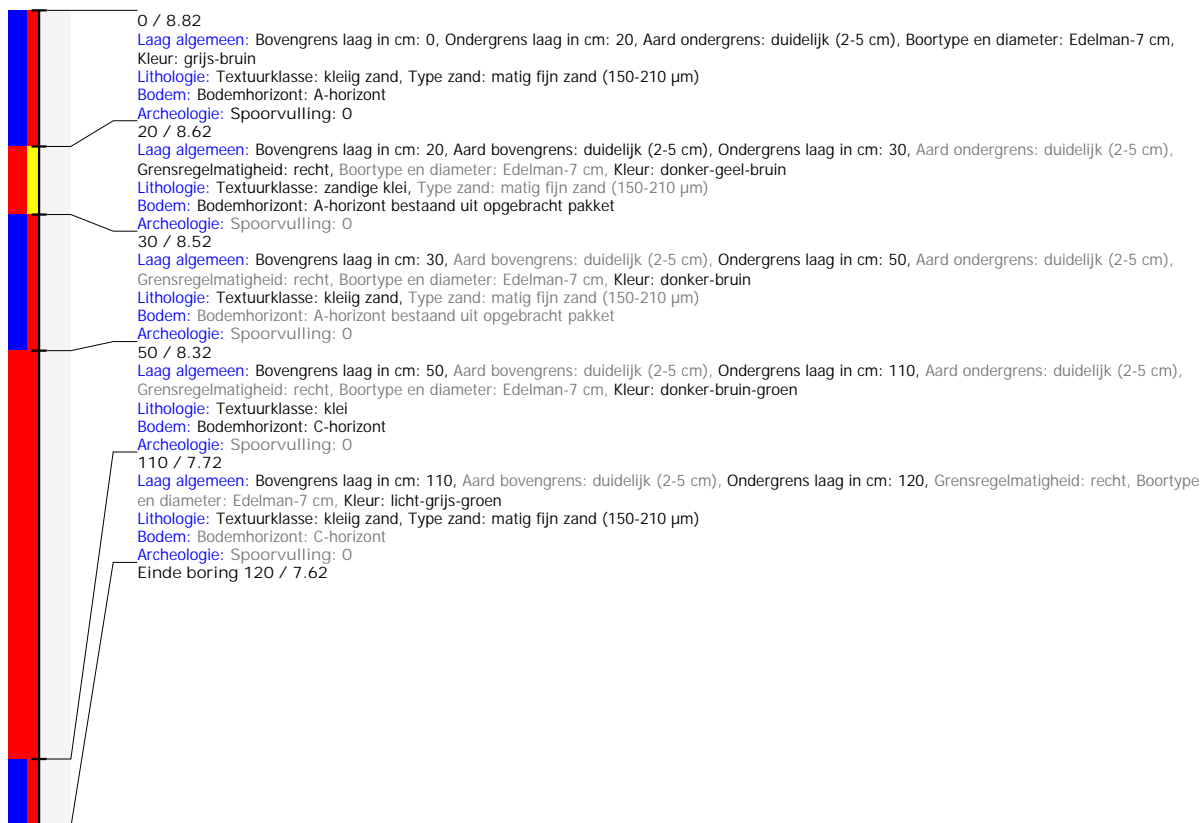 0 / 8.82
Laag algemeen: Bovengrens laag in cm: 0, Ondergrens laag in cm: 20, Aard ondergrens: duidelijk (2-5 cm), Boortype en diameter: Edelman-7 cm,
Kleur: grijs-bruin
Lithologie: Textuurklasse: kleiig zand, Type zand: matig fijn zand (150-210 µm)
Bodem: Bodemhorizont: A-horizont
Archeologie: Spoorvulling: 0
20 / 8.62
Laag algemeen: Bovengrens laag in cm: 20, Aard bovengrens: duidelijk (2-5 cm), Ondergrens laag in cm: 30, Aard ondergrens: duidelijk (2-5 cm),
Grensregelmatigheid: recht, Boortype en diameter: Edelman-7 cm, Kleur: donker-geel-bruin
Lithologie: Textuurklasse: zandige klei, Type zand: matig fijn zand (150-210 µm)
Bodem: Bodemhorizont: A-horizont bestaand uit opgebracht pakket
Archeologie: Spoorvulling: 0
30 / 8.52
Laag algemeen: Bovengrens laag in cm: 30, Aard bovengrens: duidelijk (2-5 cm), Ondergrens laag in cm: 50, Aard ondergrens: duidelijk (2-5 cm),
Grensregelmatigheid: recht, Boortype en diameter: Edelman-7 cm, Kleur: donker-bruin
Lithologie: Textuurklasse: kleiig zand, Type zand: matig fijn zand (150-210 µm)
Bodem: Bodemhorizont: A-horizont bestaand uit opgebracht pakket
Archeologie: Spoorvulling: 0
50 / 8.32
Laag algemeen: Bovengrens laag in cm: 50, Aard bovengrens: duidelijk (2-5 cm), Ondergrens laag in cm: 110, Aard ondergrens: duidelijk (2-5 cm),
Grensregelmatigheid: recht, Boortype en diameter: Edelman-7 cm, Kleur: donker-bruin-groen
Lithologie: Textuurklasse: klei
Bodem: Bodemhorizont: C-horizont
Archeologie: Spoorvulling: 0
110 / 7.72
Laag algemeen: Bovengrens laag in cm: 110, Aard bovengrens: duidelijk (2-5 cm), Ondergrens laag in cm: 120, Grensregelmatigheid: recht, Boortype
en diameter: Edelman-7 cm, Kleur: licht-grijs-groen
Lithologie: Textuurklasse: kleiig zand, Type zand: matig fijn zand (150-210 µm)
Bodem: Bodemhorizont: C-horizont
Archeologie: Spoorvulling: 0
Einde boring 120 / 7.62